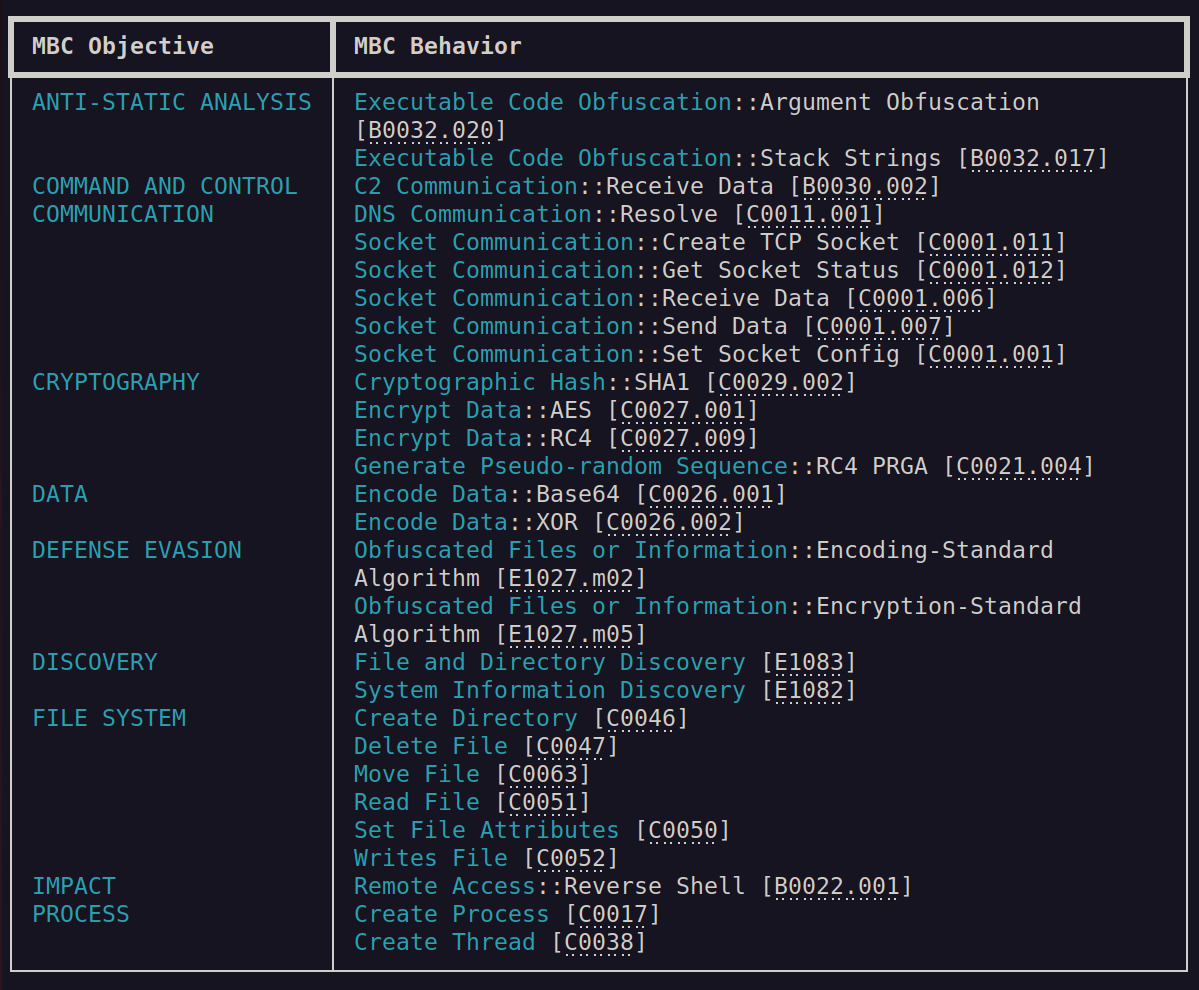 MBC Objective MBC Behavior
ANTI-STATIC ANALYSIS Executable Code Obfuscation::Argument Obfuscation
[B0032.020]
Executable Code Obfuscation::Stack Strings [B0032.017]
COMMAND AND CONTROL C2 Communication::Receive Data [B0030.002]
COMMUNICATION DNS Communication::Resolve [C0011.001]
Socket Communication::Create TCP Socket [C0001.011]
Socket Communication::Get Socket Status [C0001.012]
Socket Communication::Receive Data [C0001.006]
Socket Communication::Send Data [C0001.007]
Socket Communication::Set Socket Config [C0001.001]
CRYPTOGRAPHY Cryptographic Hash::SHA1 [C0029.002]
Encrypt Data::AES [C0027.001]
Encrypt Data::RC4 [C0027.009]
Generate Pseudo-random Sequence::RC4 PRGA [C0021.004]
DATA Encode Data::Base64 [C0026.001]
Encode Data::XOR [C0026.002]
DEFENSE EVASION Obfuscated Files or Information::Encoding-Standard
Algorithm [E1027.m02]
Obfuscated Files or Information::Encryption-Standard
Algorithm [E1027.m05]
DISCOVERY File and Directory Discovery [E1083]
System Information Discovery [E1082]
FILE SYSTEM Create Directory [C0046]
Delete File [C0047]
Move File [C0063]
Read File [C0051]
Set File Attributes [C0050]
Writes File [C0052]
IMPACT Remote Access::Reverse Shell [B0022.001]
PROCESS Create Process [C0017]
Create Thread [C0038]